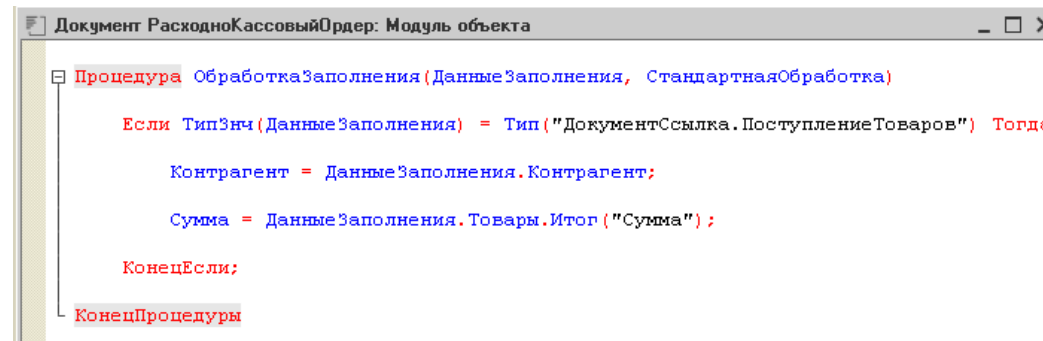 Документ РасходноКассовыйОрдер: Модуль объекта
Процедура ОбработкаЗаполнения(ДанныеЗаполнения, СтандартнаяОбработка)
Если ТипЗнч(ДанныеЗаполнения) = Тип("ДокументСсылка.ПоступлениеТоваров") Тогда
Контрагент = ДанныеЗаполнения.Контрагент;
Сумма = ДанныеЗаполнения.Товары.Итог("Сумма");
КонецЕсли;
КонецПроцедуры